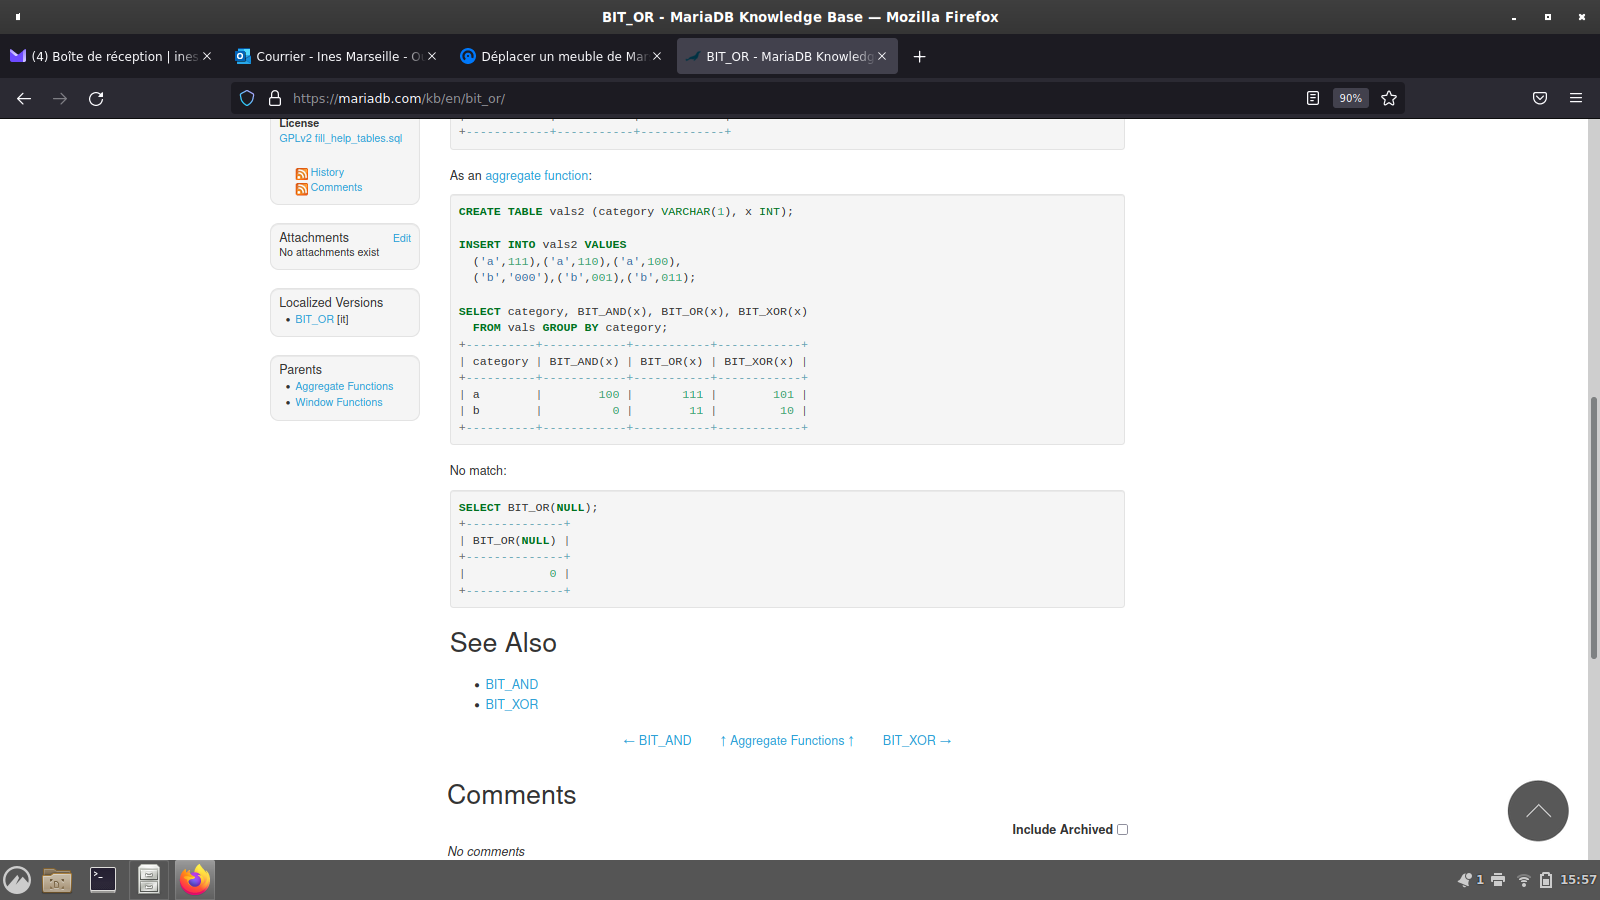 BIT_OR - MariaDB Knowledge Base — Mozilla Firefox
(4) Boîte de réception | ines
Courrier - Ines Marseille - O
Déplacer un meuble de Mar
BIT_OR - MariaDB Knowledg
https://mariadb.com/kb/en/bit_or/
90%
License
GPLv2 fill_help_tables.sql
History
Comments
Attachments Edit
No attachments exist
Localized Versions
• BIT_OR [it]
Parents
• Aggregate Functions
• Window Functions
+------------+-----------+------------+
As an aggregate function:
CREATE TABLE vals2 (category VARCHAR(1), x INT);
INSERT INTO vals2 VALUES
('a',111),('a',110),('a',100),
('b','000'),('b',001),('b',011);
SELECT category, BIT_AND(x), BIT_OR(x), BIT_XOR(x)
FROM vals GROUP BY category;
+----------+------------+-----------+------------+
| category | BIT_AND(x) | BIT_OR(x) | BIT_XOR(x) |
+----------+------------+-----------+------------+
| a        |        100 |       111 |        101 |
| b        |          0 |        11 |         10 |
+----------+------------+-----------+------------+
No match:
SELECT BIT_OR(NULL);
+--------------+
| BIT_OR(NULL) |
+--------------+
|            0 |
+--------------+
See Also
• BIT_AND
• BIT_XOR
← BIT_AND ↑ Aggregate Functions ↑ BIT_XOR →
Comments
Include Archived
No comments
1 15:57